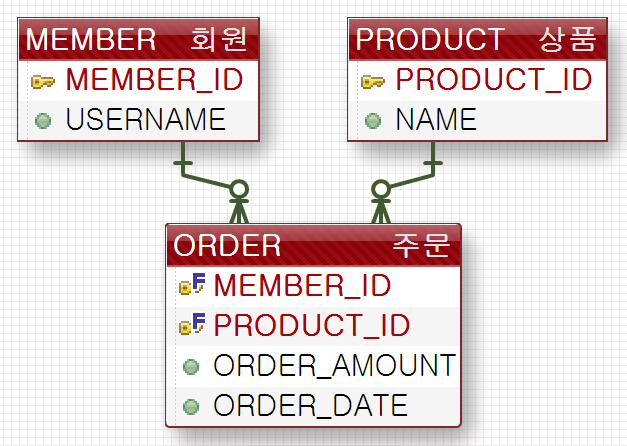 MEMBER 회원
MEMBER_ID
USERNAME
PRODUCT 상품
PRODUCT_ID
NAME
ORDER 주문
F MEMBER_ID
F PRODUCT_ID
ORDER_AMOUNT
ORDER_DATE